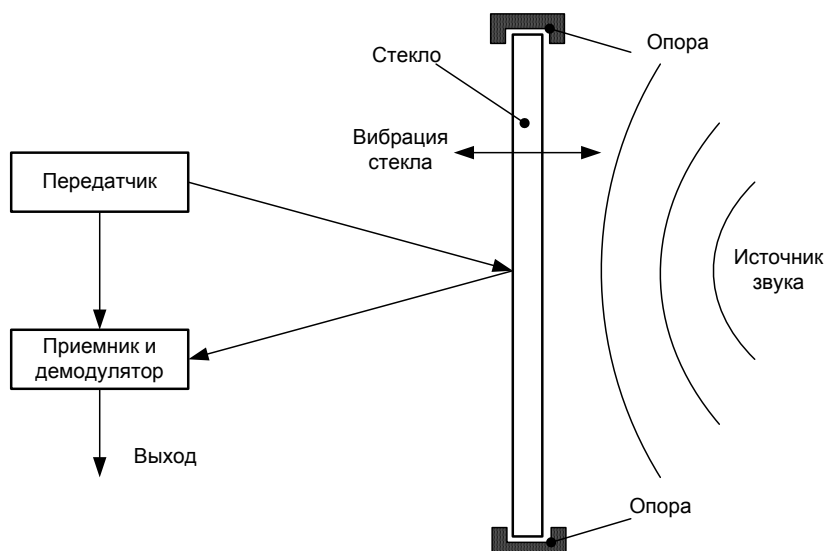 Опора
Стекло
Вибрация
стекла
Передатчик
Источник
звука
Приемник и
демодулятор
Выход
Опора